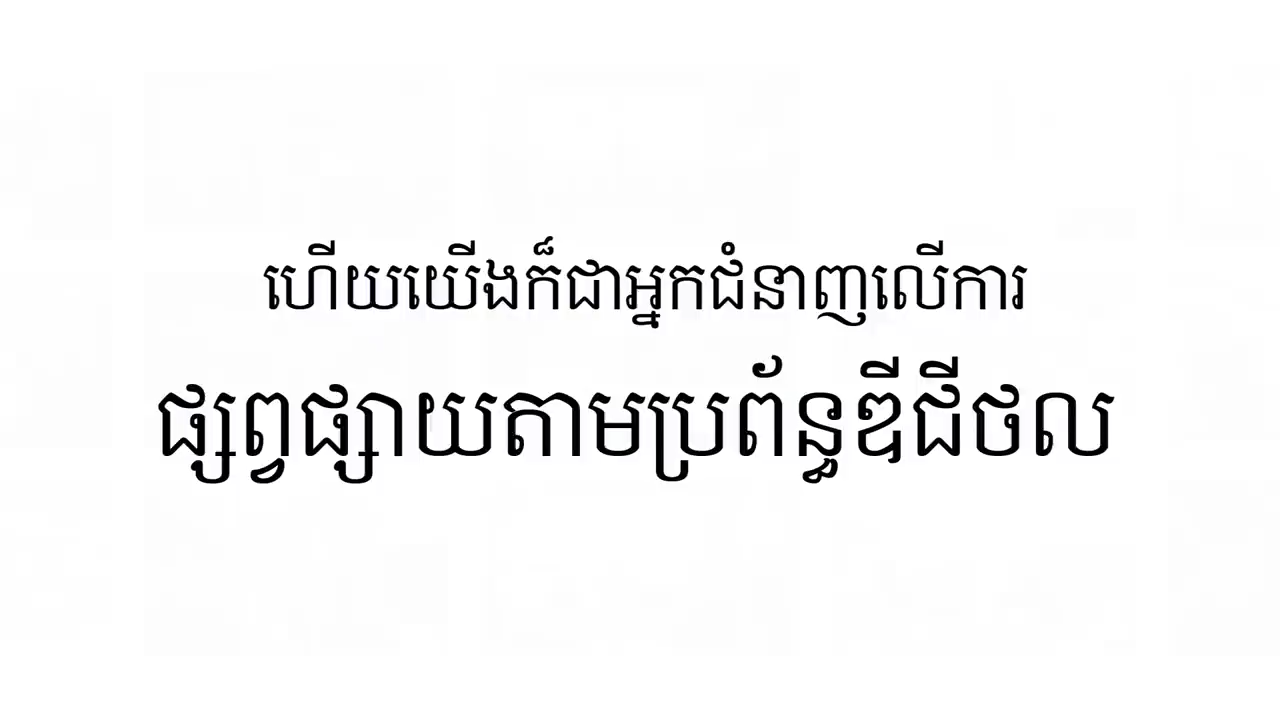 ហើយយើងក៏ជាអ្នកជំនាញលើការ
ផ្សព្វផ្សាយតាមប្រព័ន្ធឌីជីថល